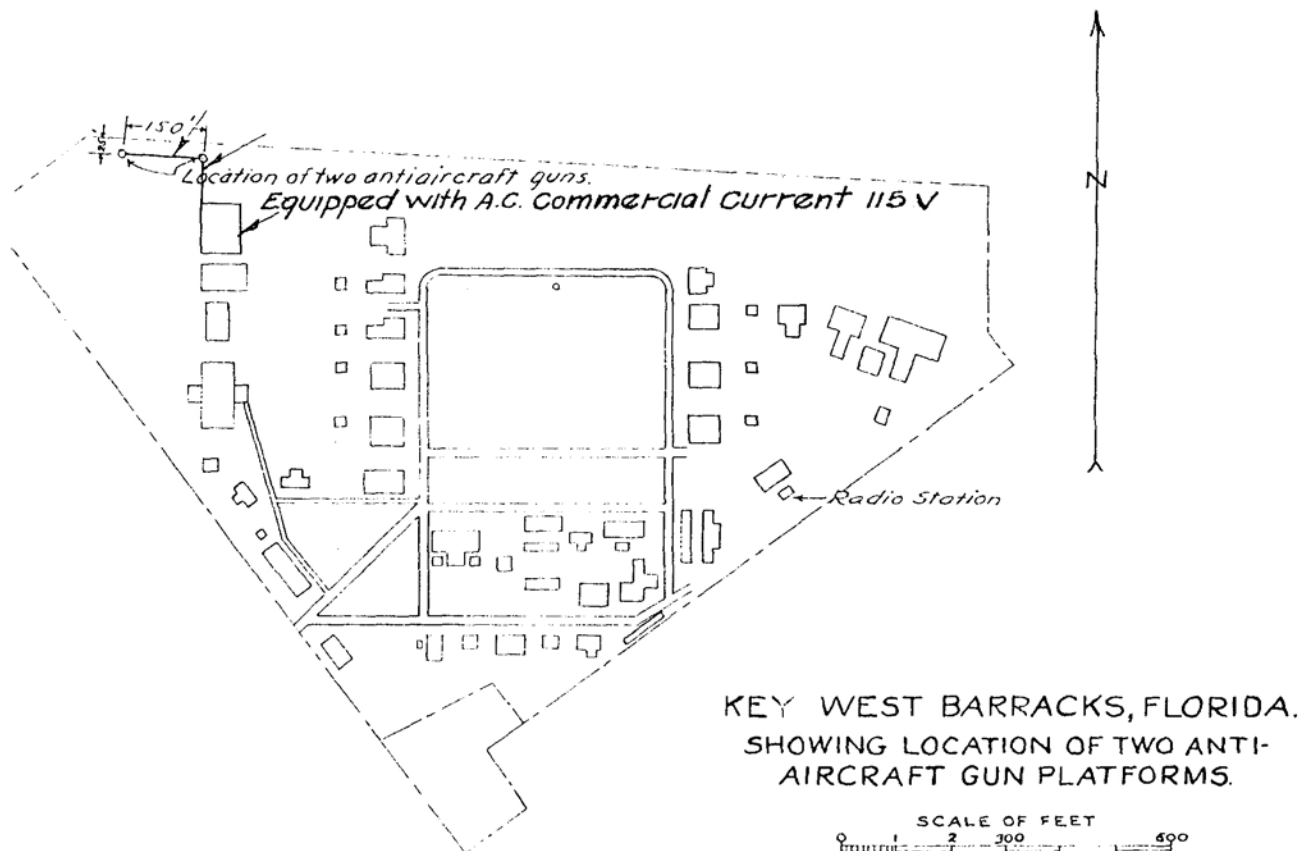 150'
25
Location of two antiaircraft guns.
Equipped with A.C. Commercial Current 115 V
N
Radio Station
KEY WEST BARRACKS, FLORIDA.
SHOWING LOCATION OF TWO ANTI-
AIRCRAFT GUN PLATFORMS.
SCALE OF FEET
0 1 2 300 600